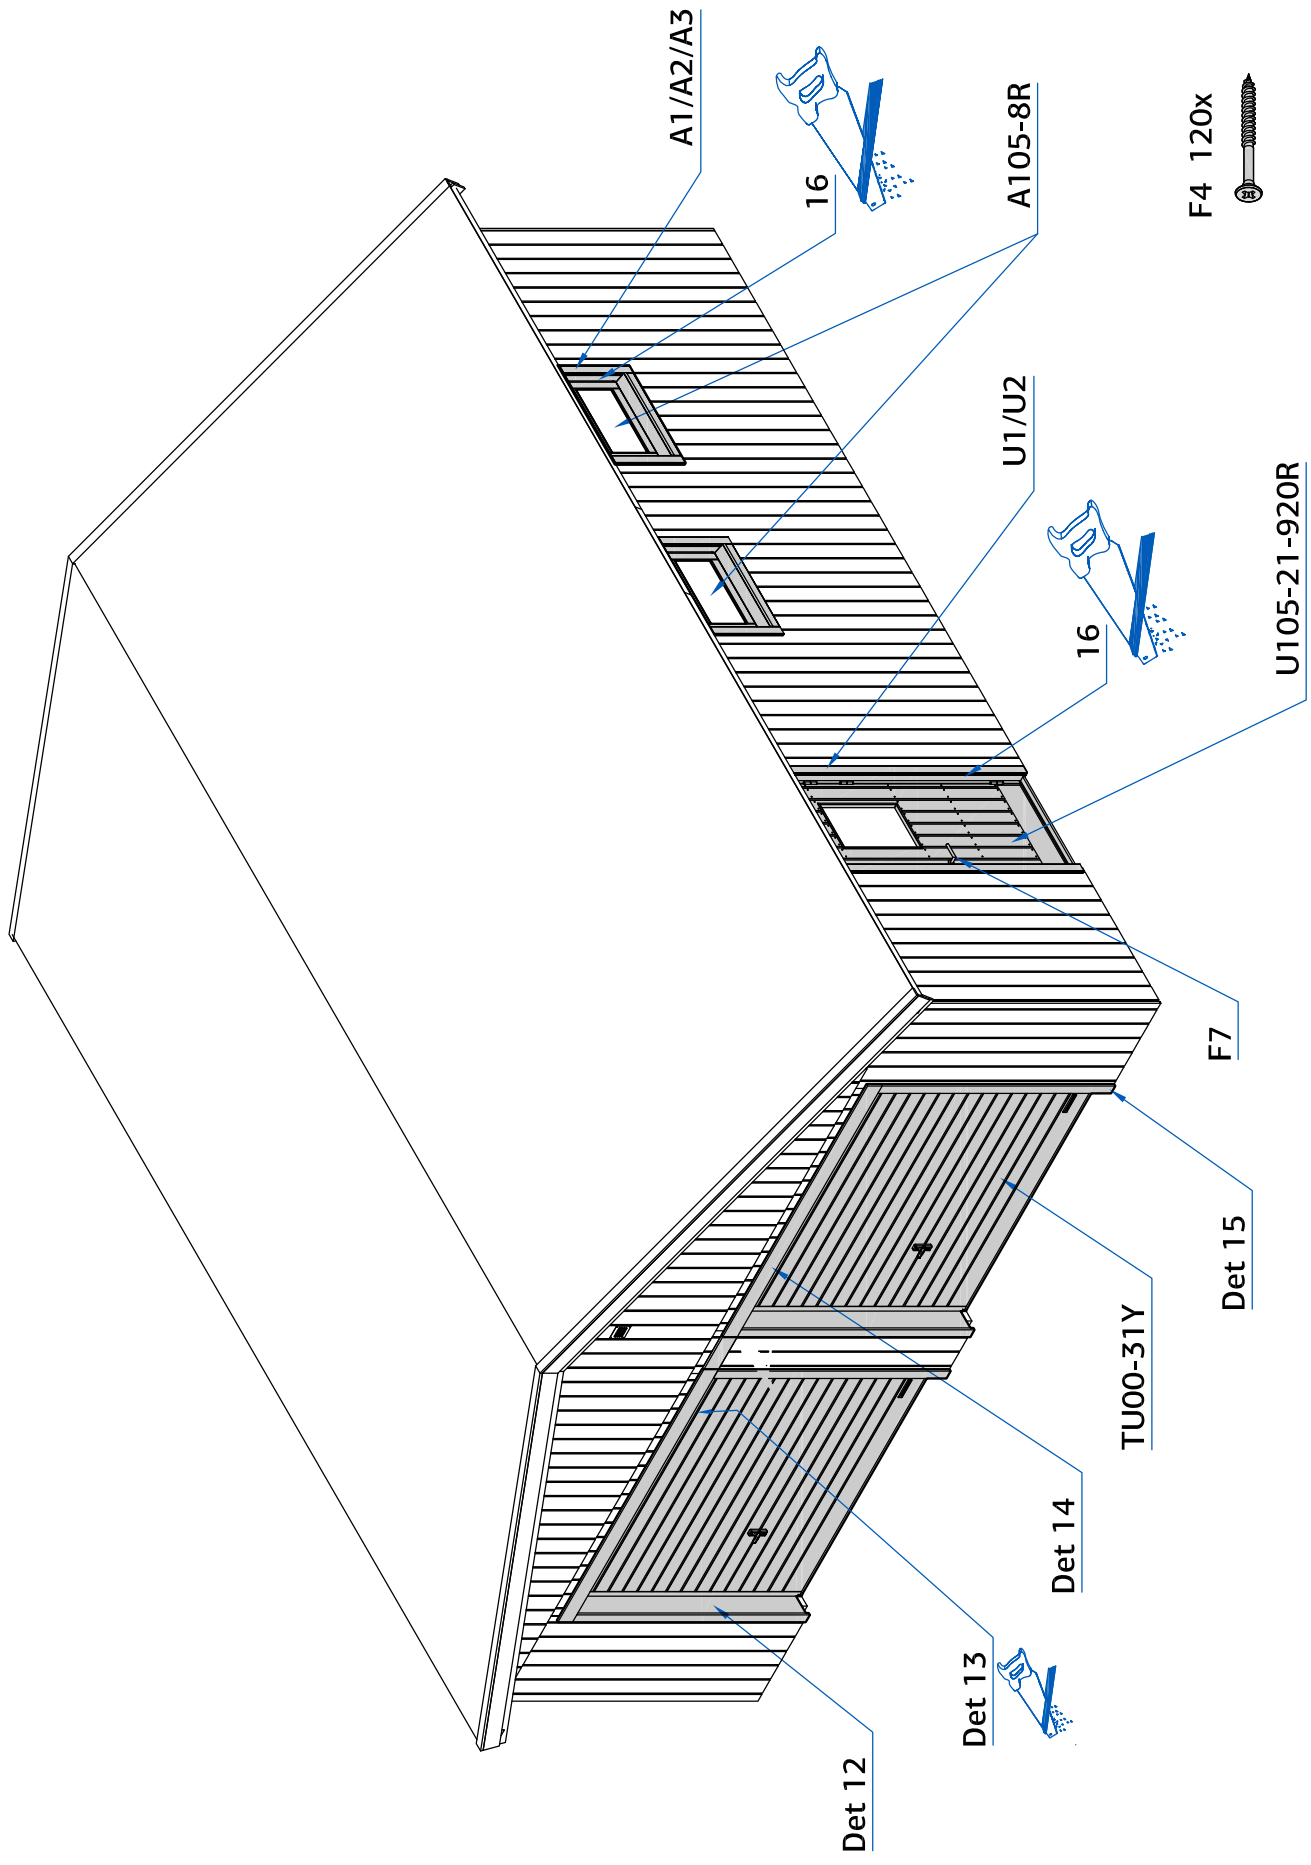 Det 12
Det 13
Det 14
TU00-31Y
Det 15
F7
U105-21-920R
16
U1/U2
A105-8R
16
A1/A2/A3
F4 120x